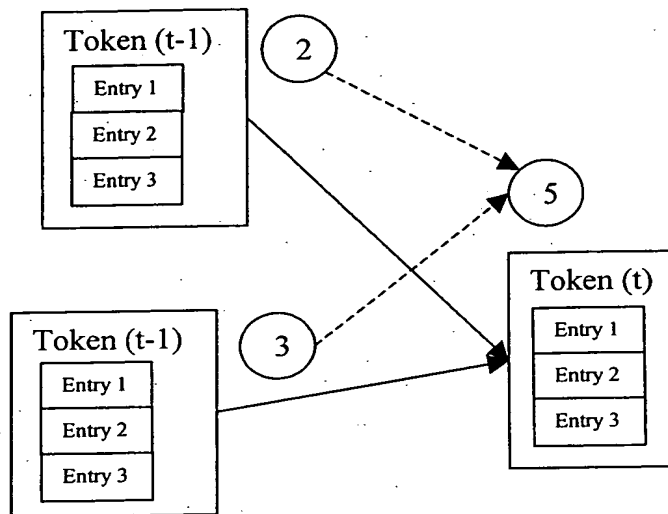 Token (t-1)
Entry 1
Entry 2
Entry 3
2
5
Token (t-1)
Entry 1
Entry 2
Entry 3
3
Token (t)
Entry 1
Entry 2
Entry 3